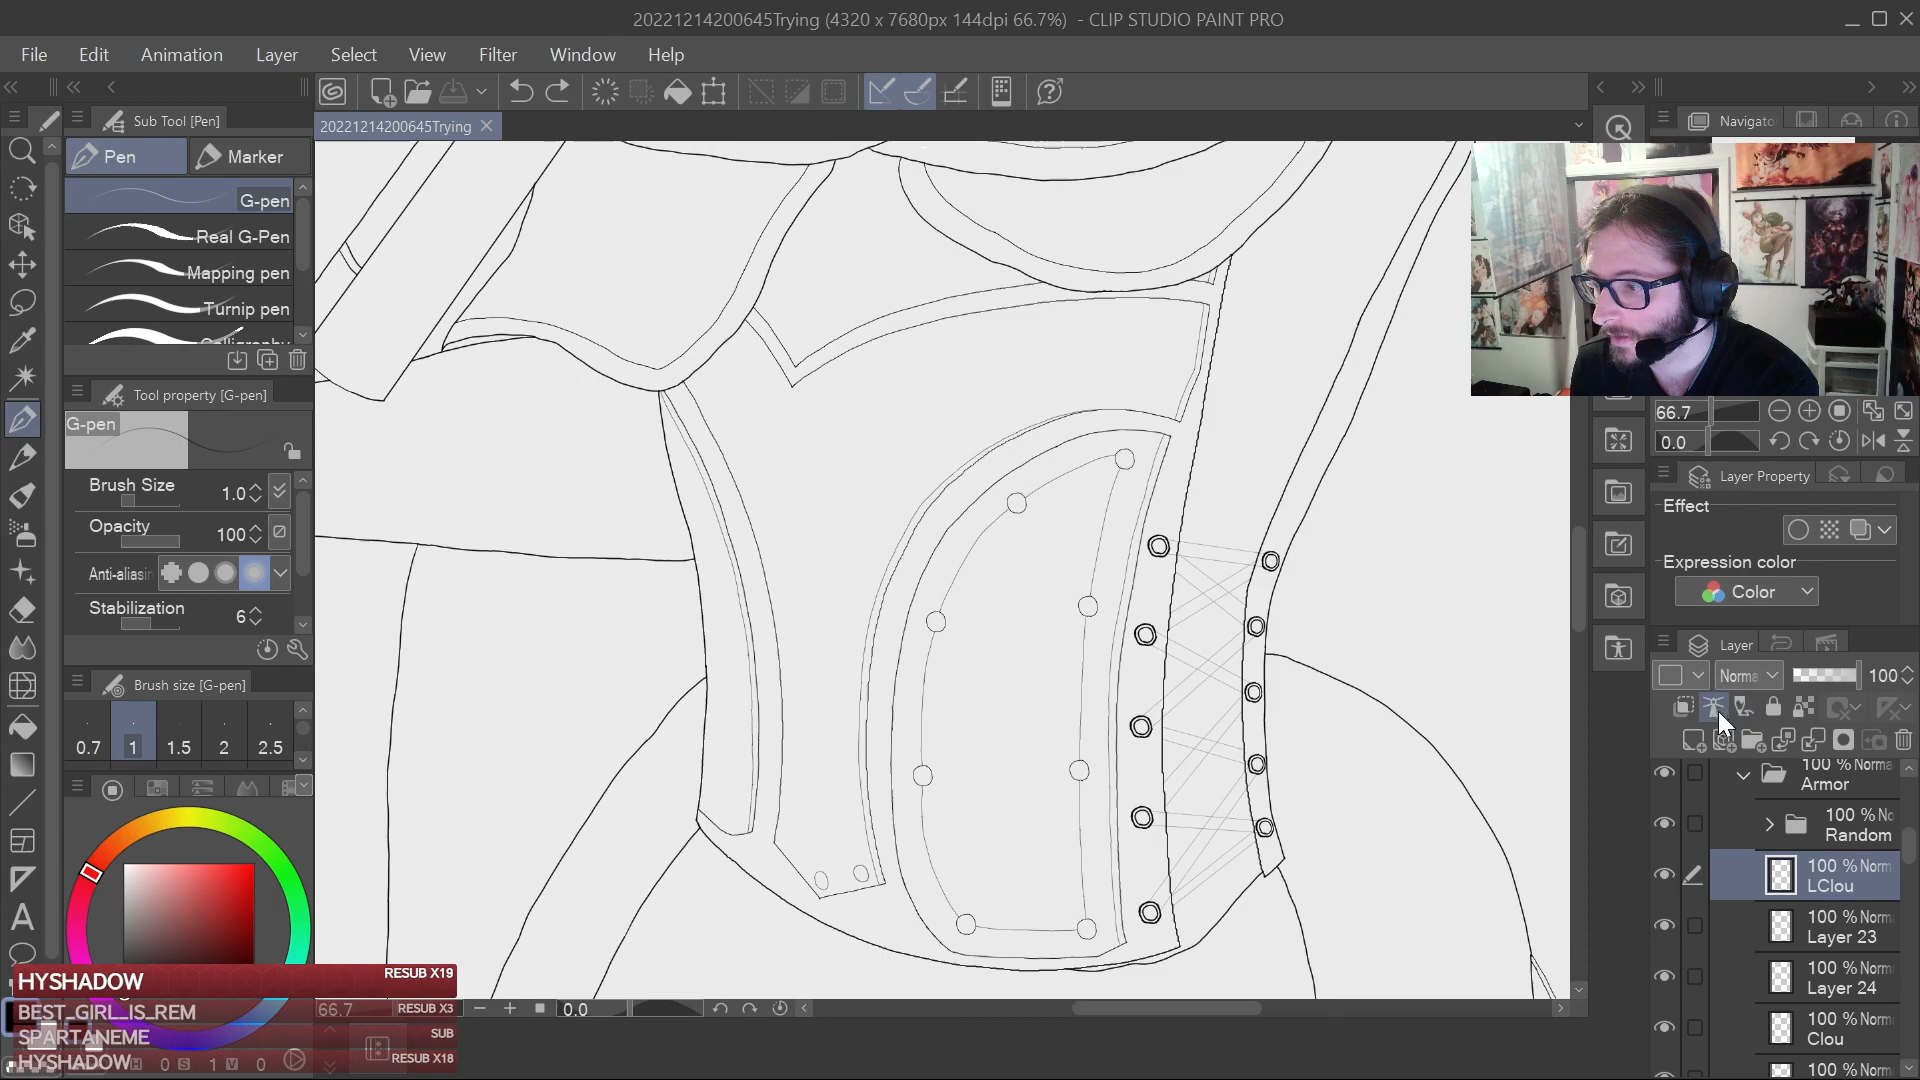 20221214200645Trying (4320 x 7680px 144dpi 66.7%) - CLIP STUDIO PAINT PRO
File Edit Animation Layer Select View Filter Window Help
Sub Tool [Pen]
20221214200645Trying
Navigato
Pen Marker
G-pen
Real G-Pen
Mapping pen
Turnip pen
Tool property [G-pen]
G-pen
Brush Size 1.0
Opacity 100
Anti-aliasin
Stabilization 6
Brush size [G-pen]
0.7 1 1.5 2 2.5
66.7
0.0
Layer Property
Effect
Expression color
Color
Layer
Norma 100
100 % Norma
Armor
100 % No
Random
100 % Norm
LClou
100 % Norm
Layer 23
100 % Norm
Layer 24
100 % Norm
Clou
100 % Norm
HYSHADOW RESUB X19
BEST_GIRL_IS_REM RESUB X3
SPARTANEME SUB
HYSHADOW RESUB X18
66.7 0.0
H 0 S 1 V 0